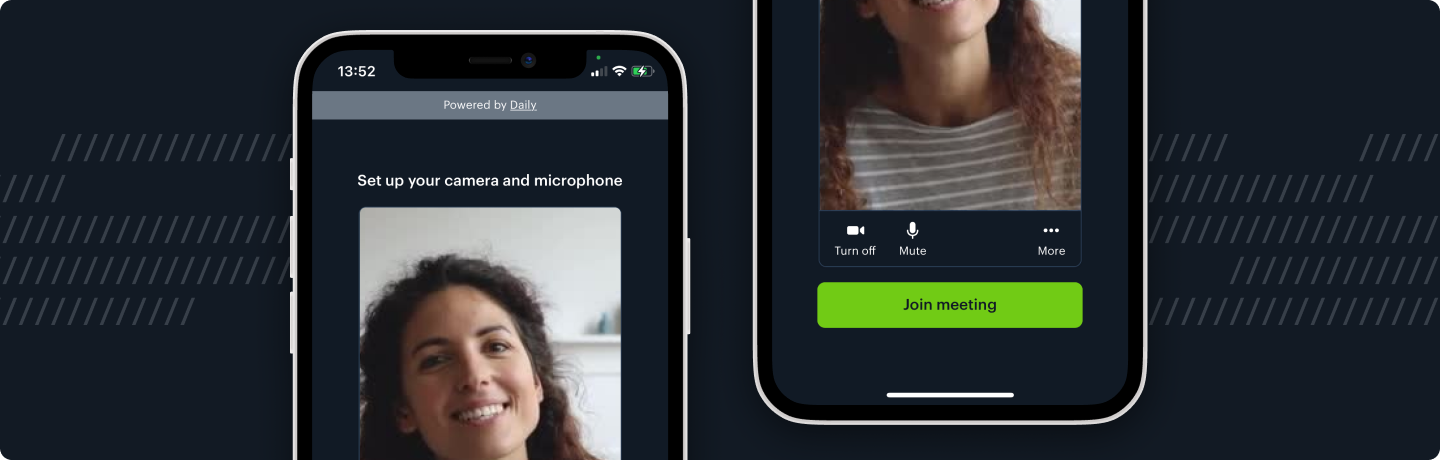 13:52
Powered by Daily
Set up your camera and microphone
Turn off
Mute
More
Join meeting